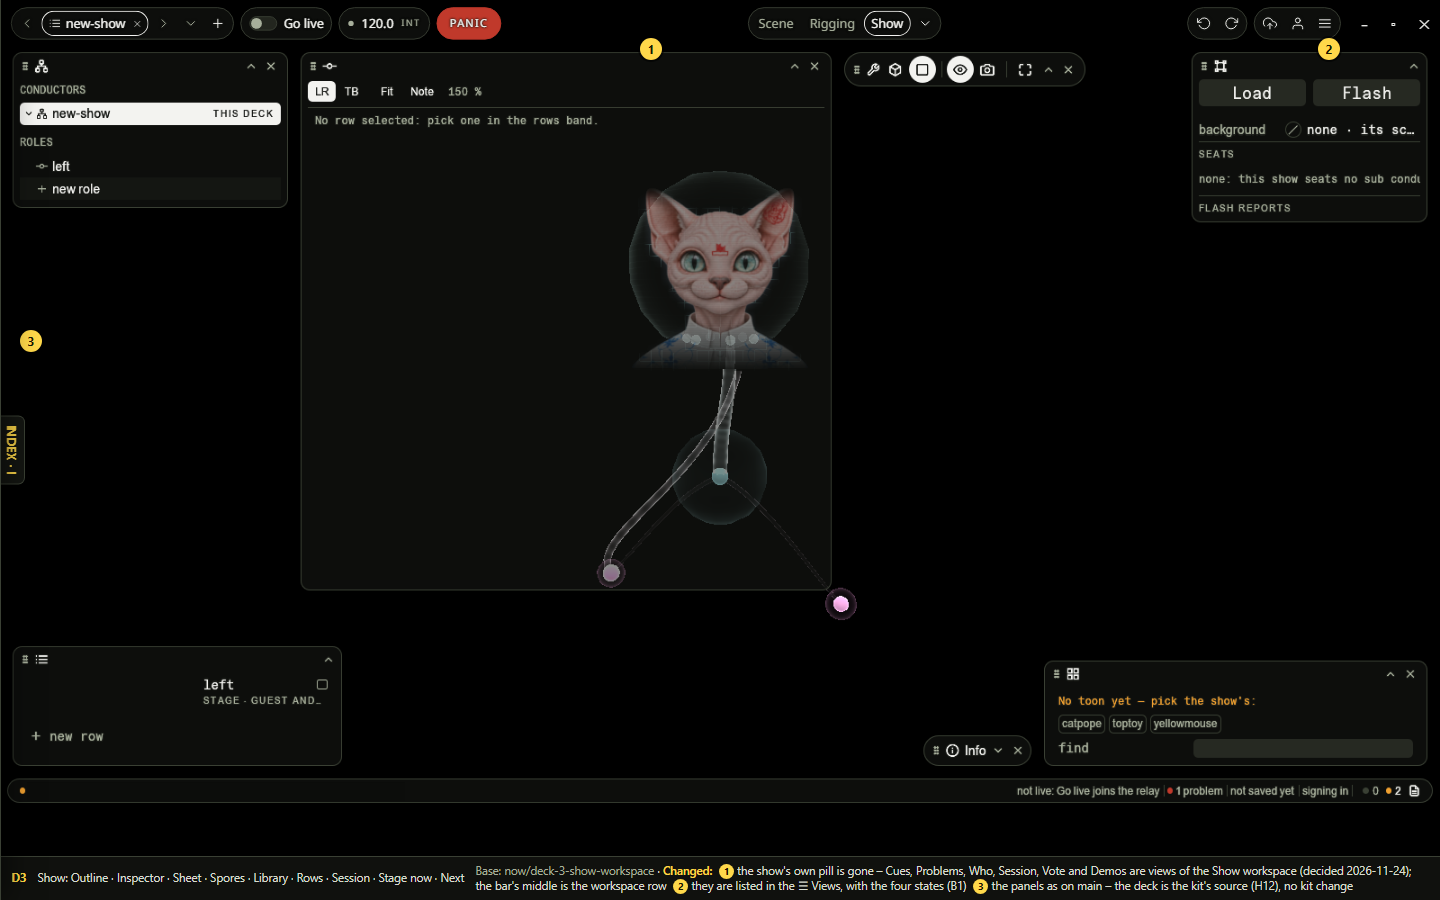 new-show
Go live
120.0 INT
PANIC
Scene Rigging Show
1
2
CONDUCTORS
new-show THIS DECK
ROLES
left
+ new role
LR TB Fit Note 150 %
No row selected: pick one in the rows band.
Load Flash
background none · its sc…
SEATS
none: this show seats no sub condu
FLASH REPORTS
3
INDEX · I
left
STAGE · GUEST AND…
+ new row
Info
No toon yet — pick the show's:
catpope toptoy yellowmouse
find
not live: Go live joins the relay 1 problem not saved yet signing in 0 2
D3 Show: Outline · Inspector · Sheet · Spores · Library · Rows · Session · Stage now · Next
Base: now/deck-3-show-workspace · Changed: 1 the show's own pill is gone – Cues, Problems, Who, Session, Vote and Demos are views of the Show workspace (decided 2026-11-24);
the bar's middle is the workspace row 2 they are listed in the ☰ Views, with the four states (B1) 3 the panels as on main – the deck is the kit's source (H12), no kit change